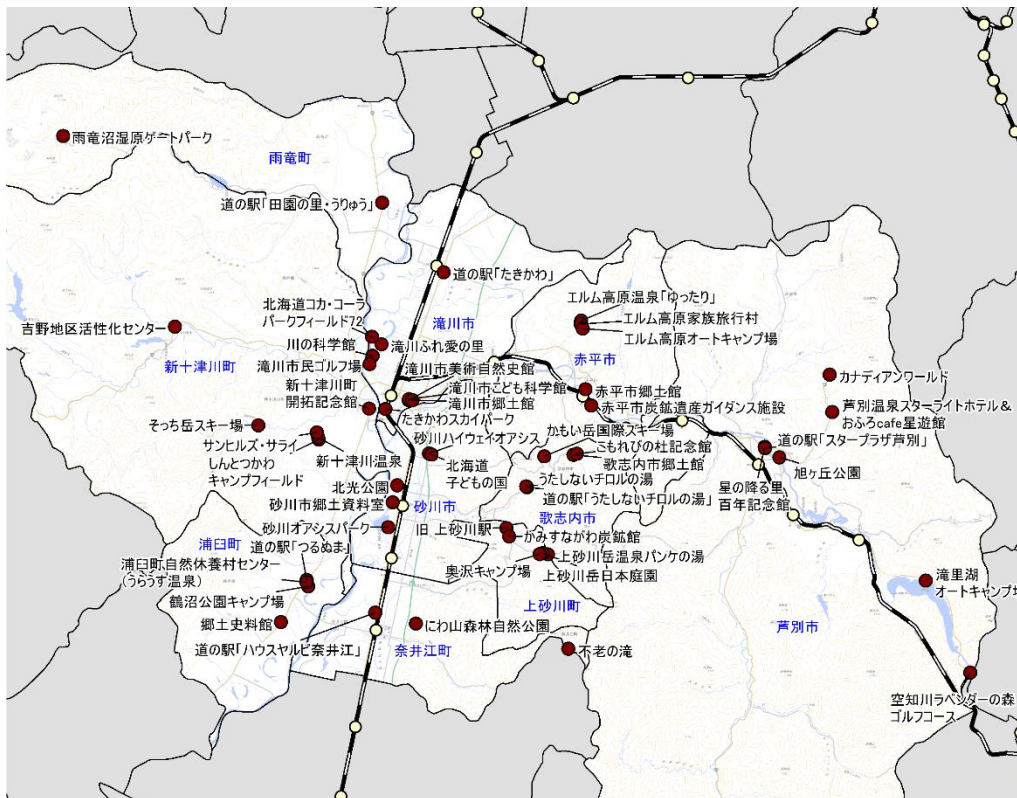 雨竜沼湿原ゲートパーク
雨竜町
道の駅「田園の里・うりゅう」
道の駅「たきかわ」
北海道コカ・コーラ
パークフィールド72
滝川市
エルム高原温泉「ゆったり」
エルム高原家族旅行村
エルム高原オートキャンプ場
吉野地区活性化センター
川の科学館
滝川ふれ愛の里
新十津川町
滝川市民ゴルフ場
滝川市美術自然史館
赤平市
カナディアンワールド
新十津川町
開拓記念館
滝川市こども科学館
滝川市郷土館
赤平市郷土館
赤平市炭鉱遺産ガイダンス施設
芦別温泉スターライトホテル&
おふろcafe星遊館
たきかわスカイパーク
そっち岳スキー場
砂川ハイウェイオアシス
かもい岳国際スキー場
サンヒルズ・サライ
しんとつかわ
キャンプフィールド
新十津川温泉
北海道
子どもの国
こもれびの杜記念館
歌志内市郷土館
道の駅「スタープラザ芦別」
旭ヶ丘公園
星の降る里
百年記念館
うたしないチロルの湯
道の駅「うたしないチロルの湯」
北光公園
砂川市郷土資料室
砂川市
歌志内市
砂川オアシスパーク
旧 上砂川駅
かみすながわ炭鉱館
浦臼町
道の駅「つるぬま」
浦臼町自然休養村センター
(うらうす温泉)
奥沢キャンプ場
上砂川岳温泉パンケの湯
上砂川岳日本庭園
鶴沼公園キャンプ場
上砂川町
滝里湖
オートキャンプ場
郷土史料館
にわ山森林自然公園
芦別市
道の駅「ハウスヤルビ奈井江」
奈井江町
不老の滝
空知川ラベンダーの森
ゴルフコース